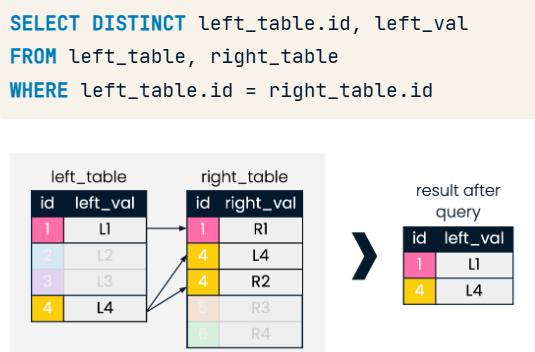 SELECT DISTINCT left_table.id, left_val
FROM left_table, right_table
WHERE left_table.id = right_table.id
left_table
id left_val
1 L1
2 L2
3 L3
4 L4
right_table
id right_val
1 R1
4 L4
4 R2
5 R3
6 R4
result after
query
id left_val
1 L1
4 L4